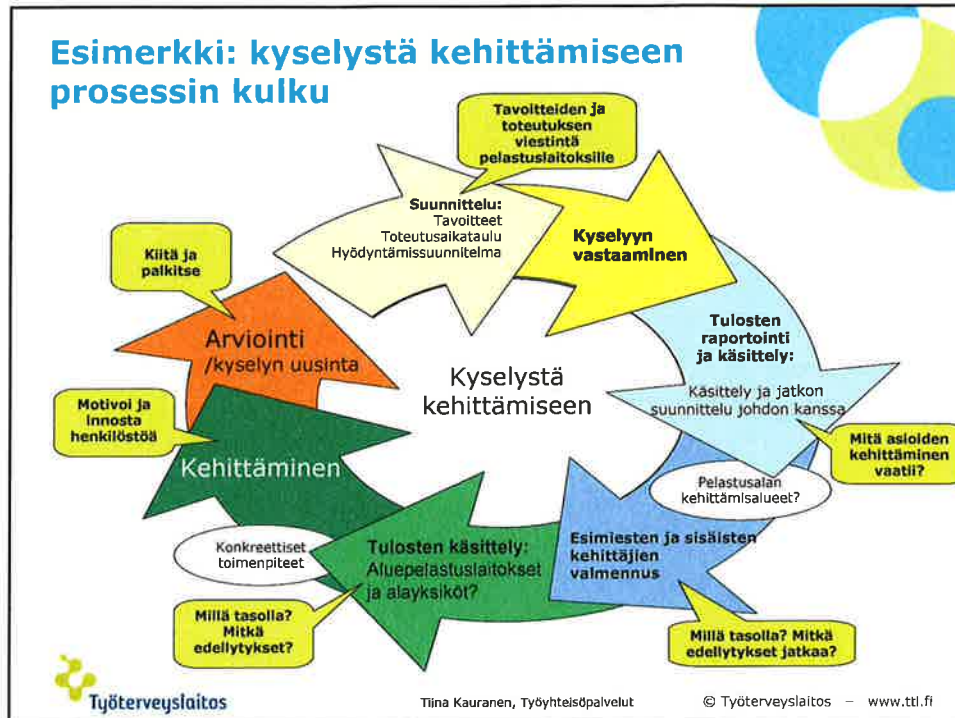 Esimerkki: kyselystä kehittämiseen
prosessin kulku
Tavoitteiden ja
toteutuksen
viestintä
pelastuslaitoksille
Suunnittelu:
Tavoitteet
Toteutusaikataulu
Hyödyntämissuunnitelma
Kyselyyn
vastaaminen
Kiitä ja
palkitse
Arviointi
/kyselyn uusinta
Tulosten
raportointi
ja käsittely:
Käsittely ja jatkon
suunnittelu johdon kanssa
Kyselystä
kehittämiseen
Motivoi ja
innosta
henkilöstöä
Mitä asioiden
kehittäminen
vaatii?
Kehittäminen
Pelastusalan
kehittämisalueet?
Konkreettiset
toimenpiteet
Tulosten käsittely:
Aluepelastuslaitokset
ja alayksiköt?
Esimiesten ja sisäisten
kehittäjien
valmennus
Millä tasolla?
Mitkä
edellytykset?
Millä tasolla? Mitkä
edellytykset jatkaa?
Työterveyslaitos
Tiina Kauranen, Työyhteisöpalvelut
© Työterveyslaitos – www.ttl.fi